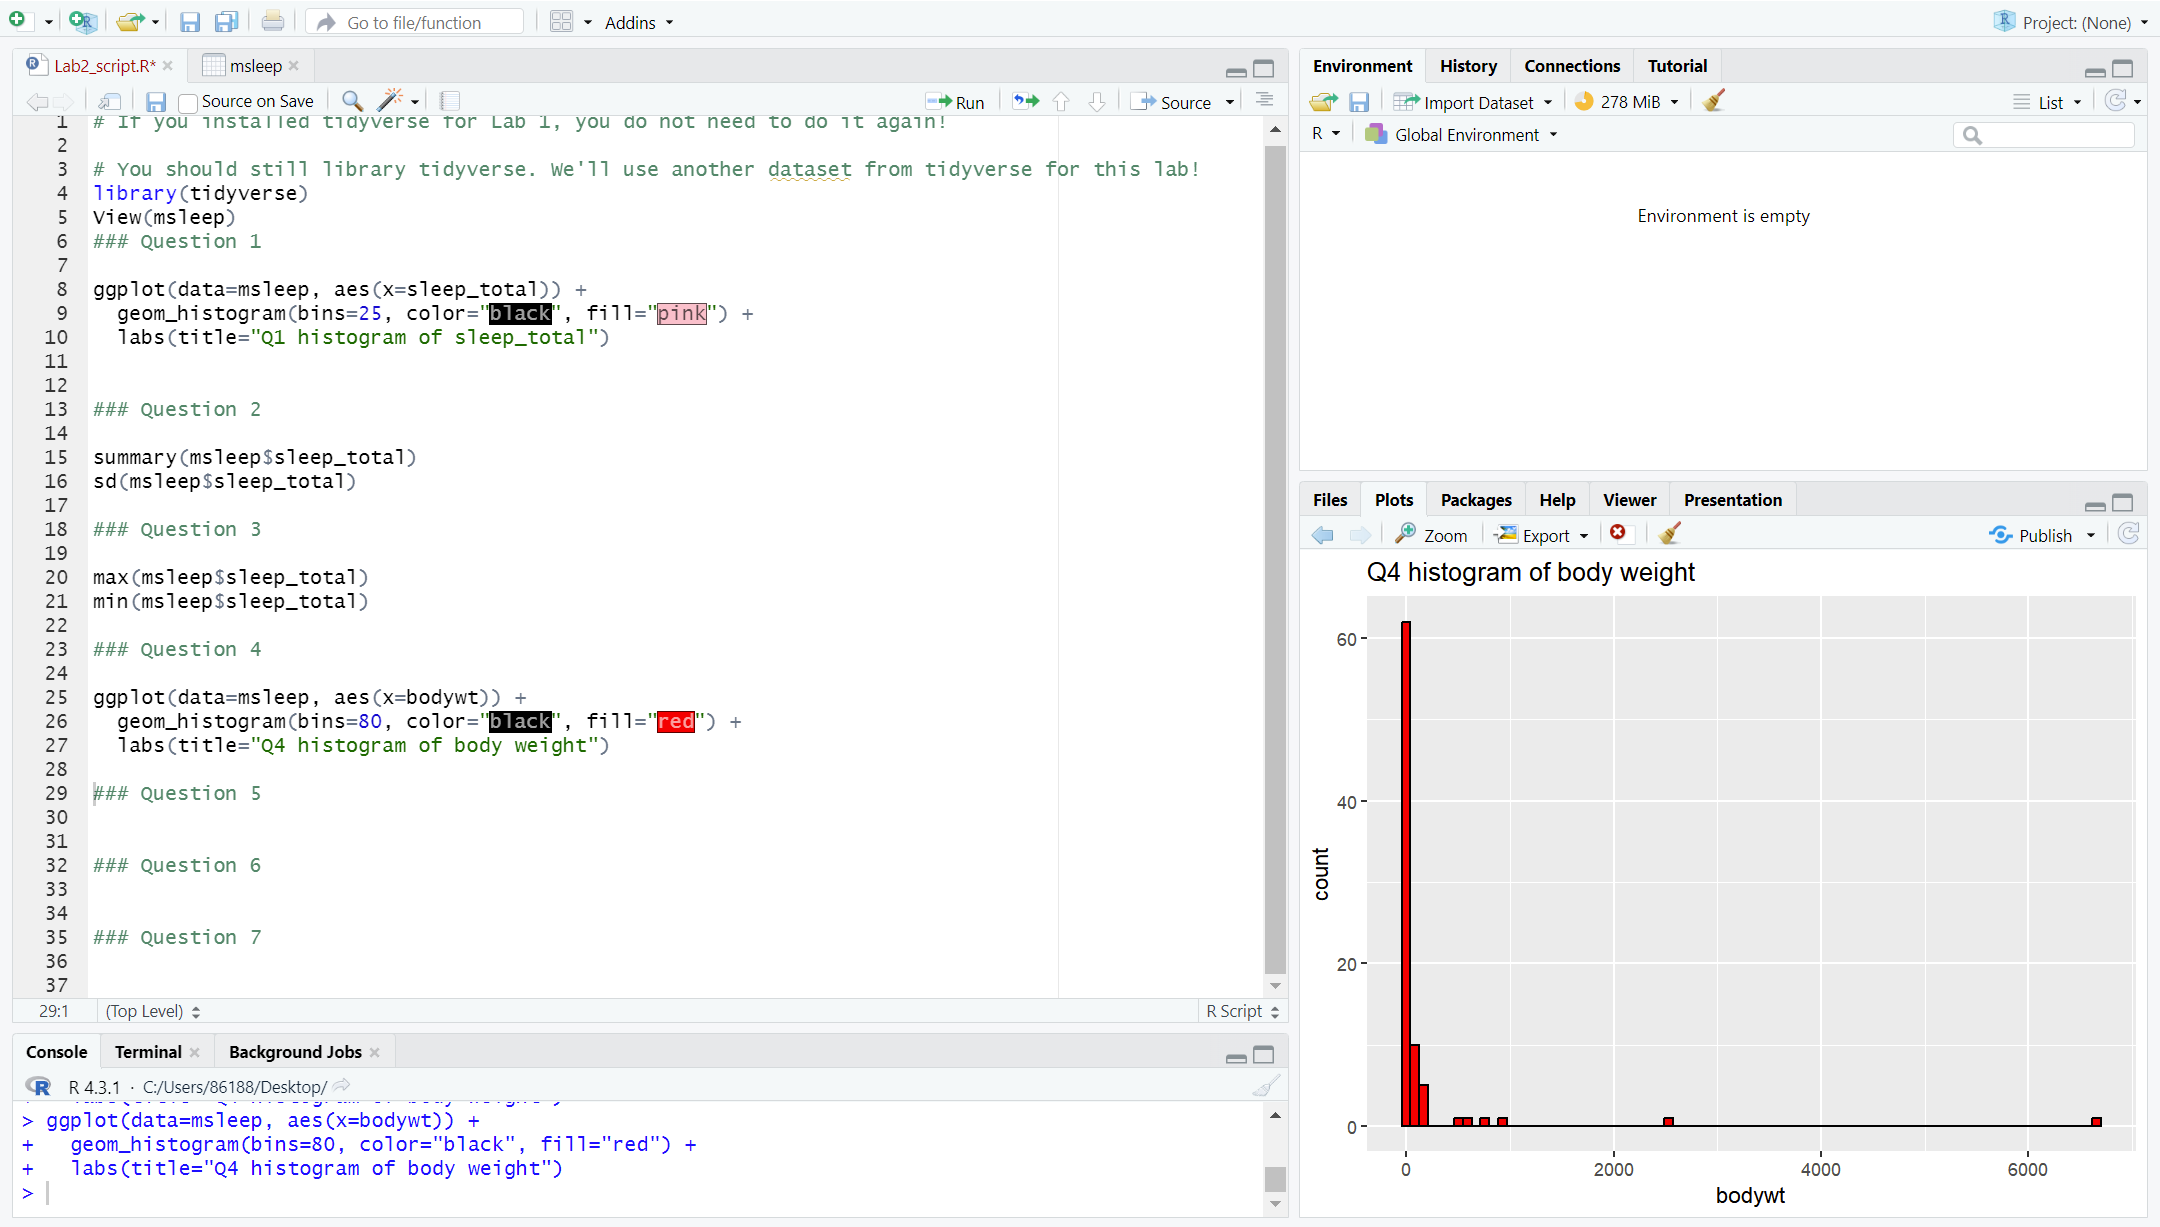 Go to file/function
Addins
Project: (None)
Lab2_script.R*
msleep
Source on Save
Run
Source
1 # If you installed tidyverse for Lab 1, you do not need to do it again!
2
3 # You should still library tidyverse. We'll use another dataset from tidyverse for this lab!
4 library(tidyverse)
5 View(msleep)
6 ### Question 1
7
8 ggplot(data=msleep, aes(x=sleep_total)) +
9 geom_histogram(bins=25, color="black", fill="pink") +
10 labs(title="Q1 histogram of sleep_total")
11
12
13 ### Question 2
14
15 summary(msleep$sleep_total)
16 sd(msleep$sleep_total)
17
18 ### Question 3
19
20 max(msleep$sleep_total)
21 min(msleep$sleep_total)
22
23 ### Question 4
24
25 ggplot(data=msleep, aes(x=bodywt)) +
26 geom_histogram(bins=80, color="black", fill="red") +
27 labs(title="Q4 histogram of body weight")
28
29 ### Question 5
30
31
32 ### Question 6
33
34
35 ### Question 7
36
37
29:1 (Top Level) R Script
Console Terminal Background Jobs
R 4.3.1 · C:/Users/86188/Desktop/
+ labs(title="Q4 histogram of body weight")
> ggplot(data=msleep, aes(x=bodywt)) +
+ geom_histogram(bins=80, color="black", fill="red") +
+ labs(title="Q4 histogram of body weight")
>
Environment History Connections Tutorial
Import Dataset 278 MiB List
R Global Environment
Environment is empty
Files Plots Packages Help Viewer Presentation
Zoom Export Publish
Q4 histogram of body weight
60
40
20
0
count
0 2000 4000 6000
bodywt